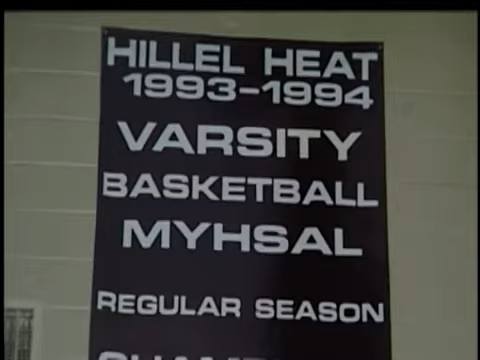 HILLEL HEAT
1993-1994
VARSITY
BASKETBALL
MYHSAL
REGULAR SEASON